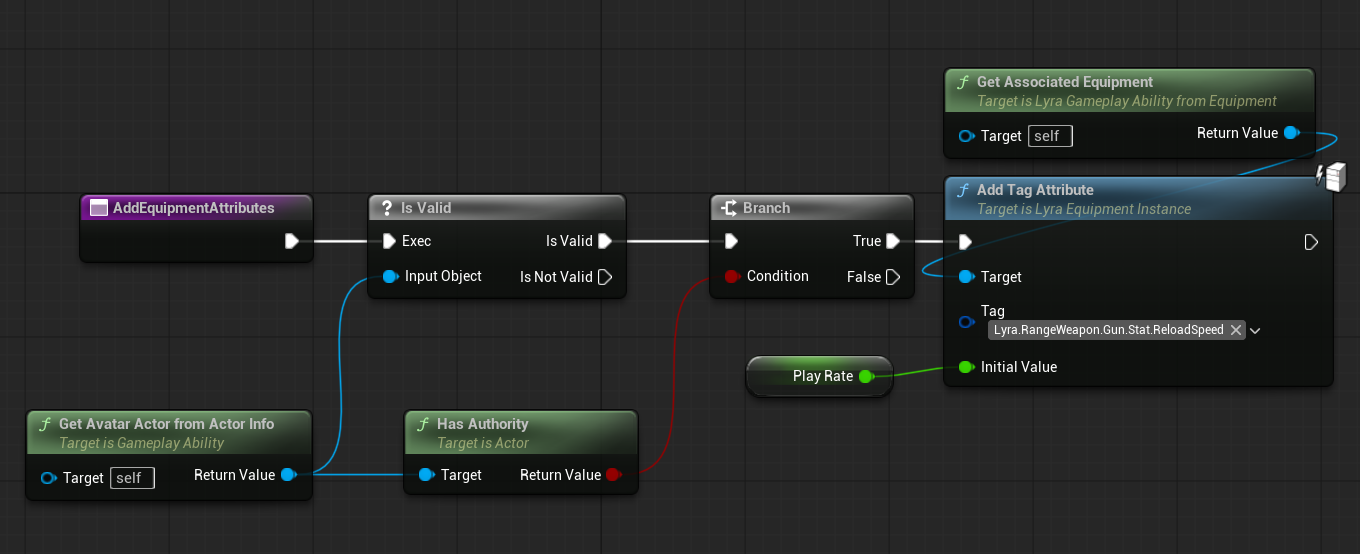 Get Associated Equipment
Target is Lyra Gameplay Ability from Equipment
Target self
Return Value
AddEquipmentAttributes
? Is Valid
Exec
Is Valid
Input Object
Is Not Valid
Branch
True
Condition
False
f Add Tag Attribute
Target is Lyra Equipment Instance
Target
Tag
Lyra.RangeWeapon.Gun.Stat.ReloadSpeed
Initial Value
Play Rate
f Get Avatar Actor from Actor Info
Target is Gameplay Ability
Target self
Return Value
f Has Authority
Target is Actor
Target
Return Value